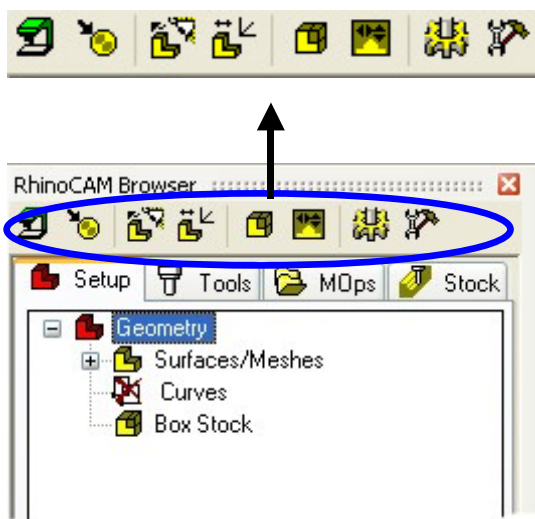 RhinoCAM Browser
Setup Tools MOps Stock
Geometry
Surfaces/Meshes
Curves
Box Stock